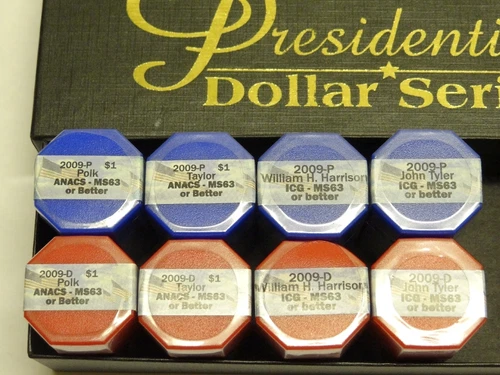 Presidenti
Dollar Seri
2009-P $1
Polk
ANACS - MS63
or Better
2009-P $1
Taylor
ANACS - MS63
or Better
2009-P
William H. Harrison
ICG - MS63
or better
2009-P
John Tyler
ICG - MS63
or better
2009-D $1
Polk
ANACS - MS63
or Better
2009-D $1
Taylor
ANACS - MS63
or Better
2009-D
William H. Harrison
ICG - MS63
or better
2009-D
John Tyler
ICG - MS63
or better